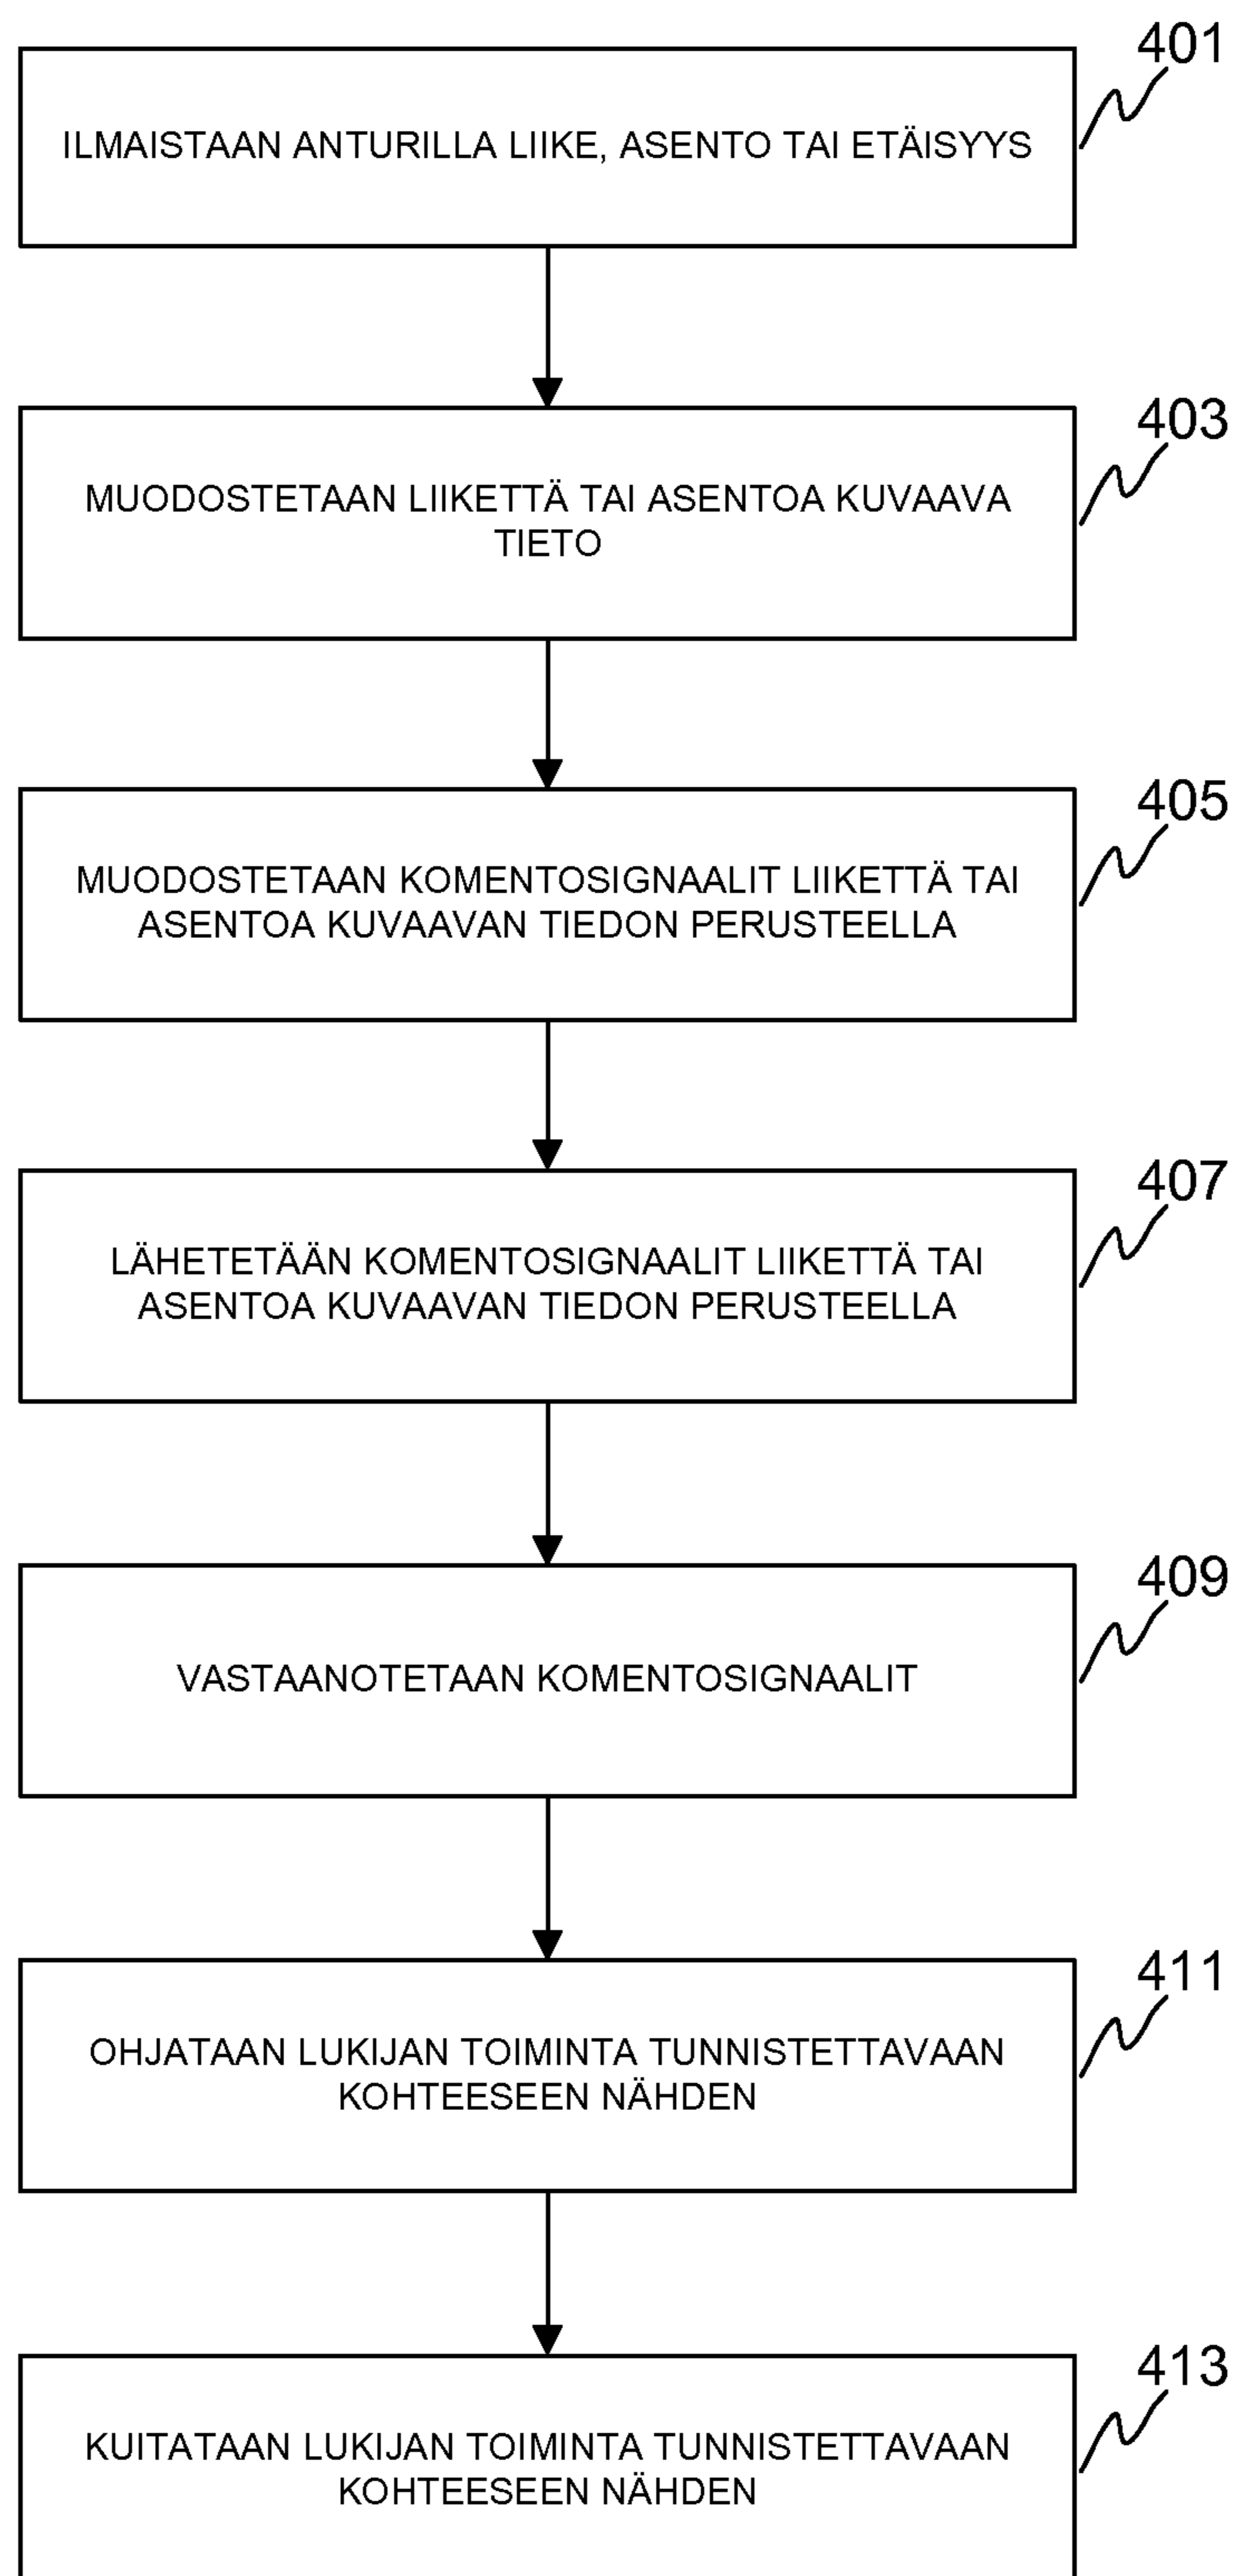 401
ILMAISTAAN ANTURILLA LIIKE, ASENTO TAI ETÄISYYS
403
MUODOSTETAAN LIIKETTÄ TAI ASENTOA KUVAAVA
TIETO
405
MUODOSTETAAN KOMENTOSIGNAALIT LIIKETTÄ TAI
ASENTOA KUVAAVAN TIEDON PERUSTEELLA
407
LÄHETETÄÄN KOMENTOSIGNAALIT LIIKETTÄ TAI
ASENTOA KUVAAVAN TIEDON PERUSTEELLA
409
VASTAANOTETAAN KOMENTOSIGNAALIT
411
OHJATAAN LUKIJAN TOIMINTA TUNNISTETTAVAAN
KOHTEESEEN NÄHDEN
413
KUITATAAN LUKIJAN TOIMINTA TUNNISTETTAVAAN
KOHTEESEEN NÄHDEN